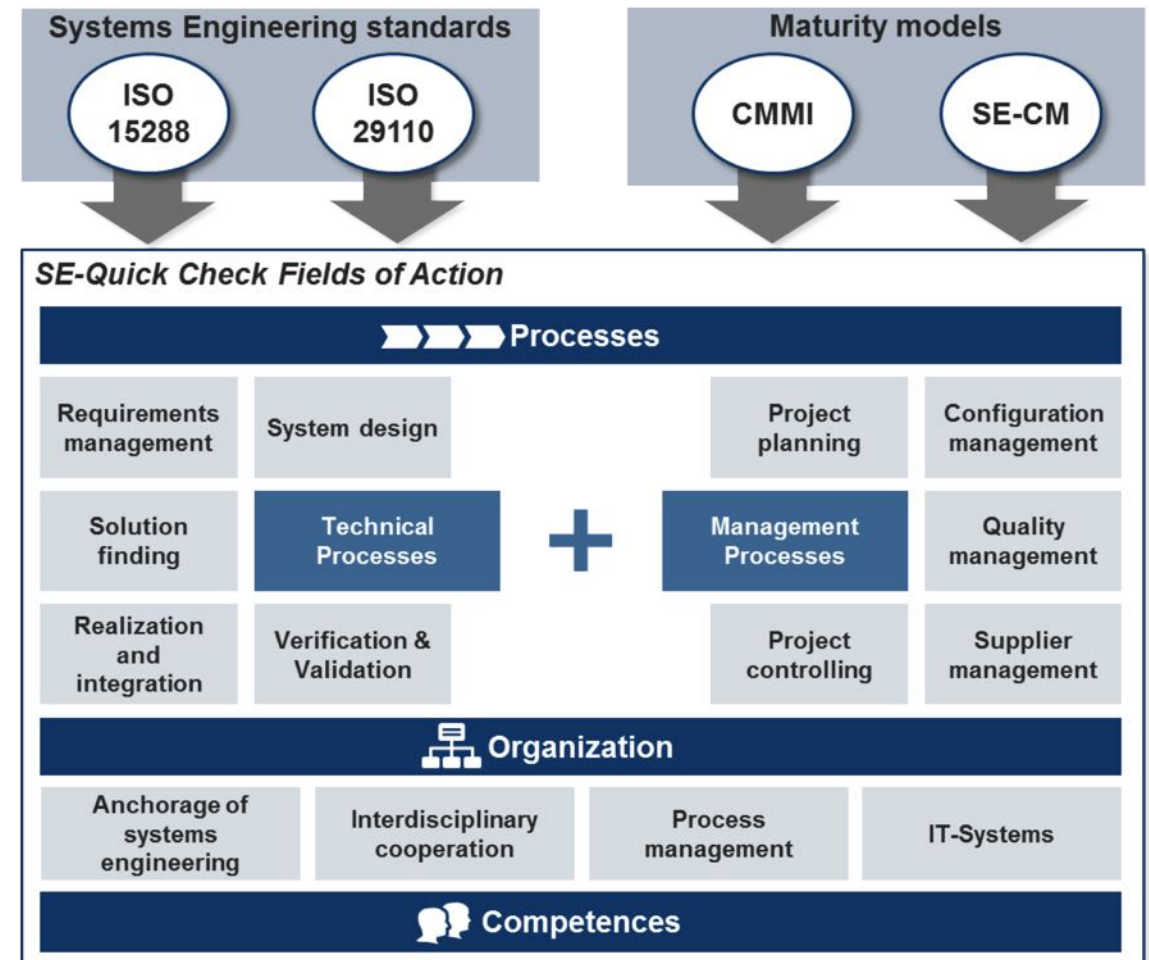 Systems Engineering standards
Maturity models
ISO
15288
ISO
29110
CMMI
SE-CM
SE-Quick Check Fields of Action
Processes
Requirements
management
System design
Project
planning
Configuration
management
Solution
finding
Technical
Processes
Management
Processes
Quality
management
Realization
and
integration
Verification &
Validation
Project
controlling
Supplier
management
Organization
Anchorage of
systems
engineering
Interdisciplinary
cooperation
Process
management
IT-Systems
Competences